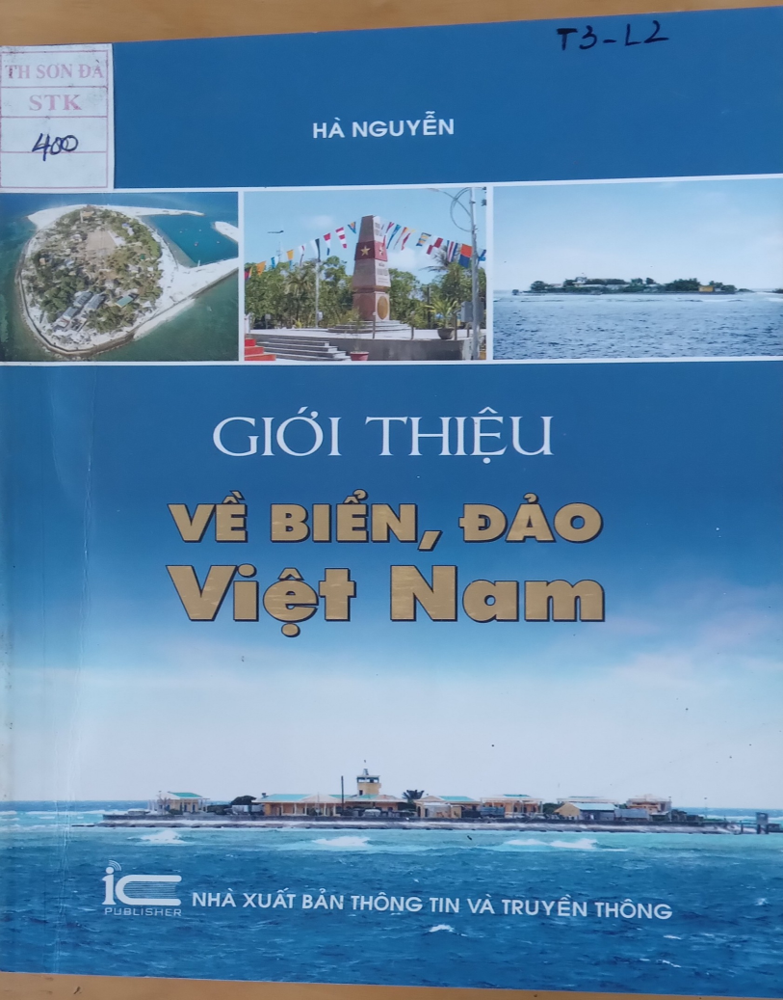 T3-L2
TH SƠN ĐÀ
STK
400
HÀ NGUYỄN
GIỚI THIỆU
VỀ BIỂN, ĐẢO
Việt Nam
iC
PUBLISHER
NHÀ XUẤT BẢN THÔNG TIN VÀ TRUYỀN THÔNG